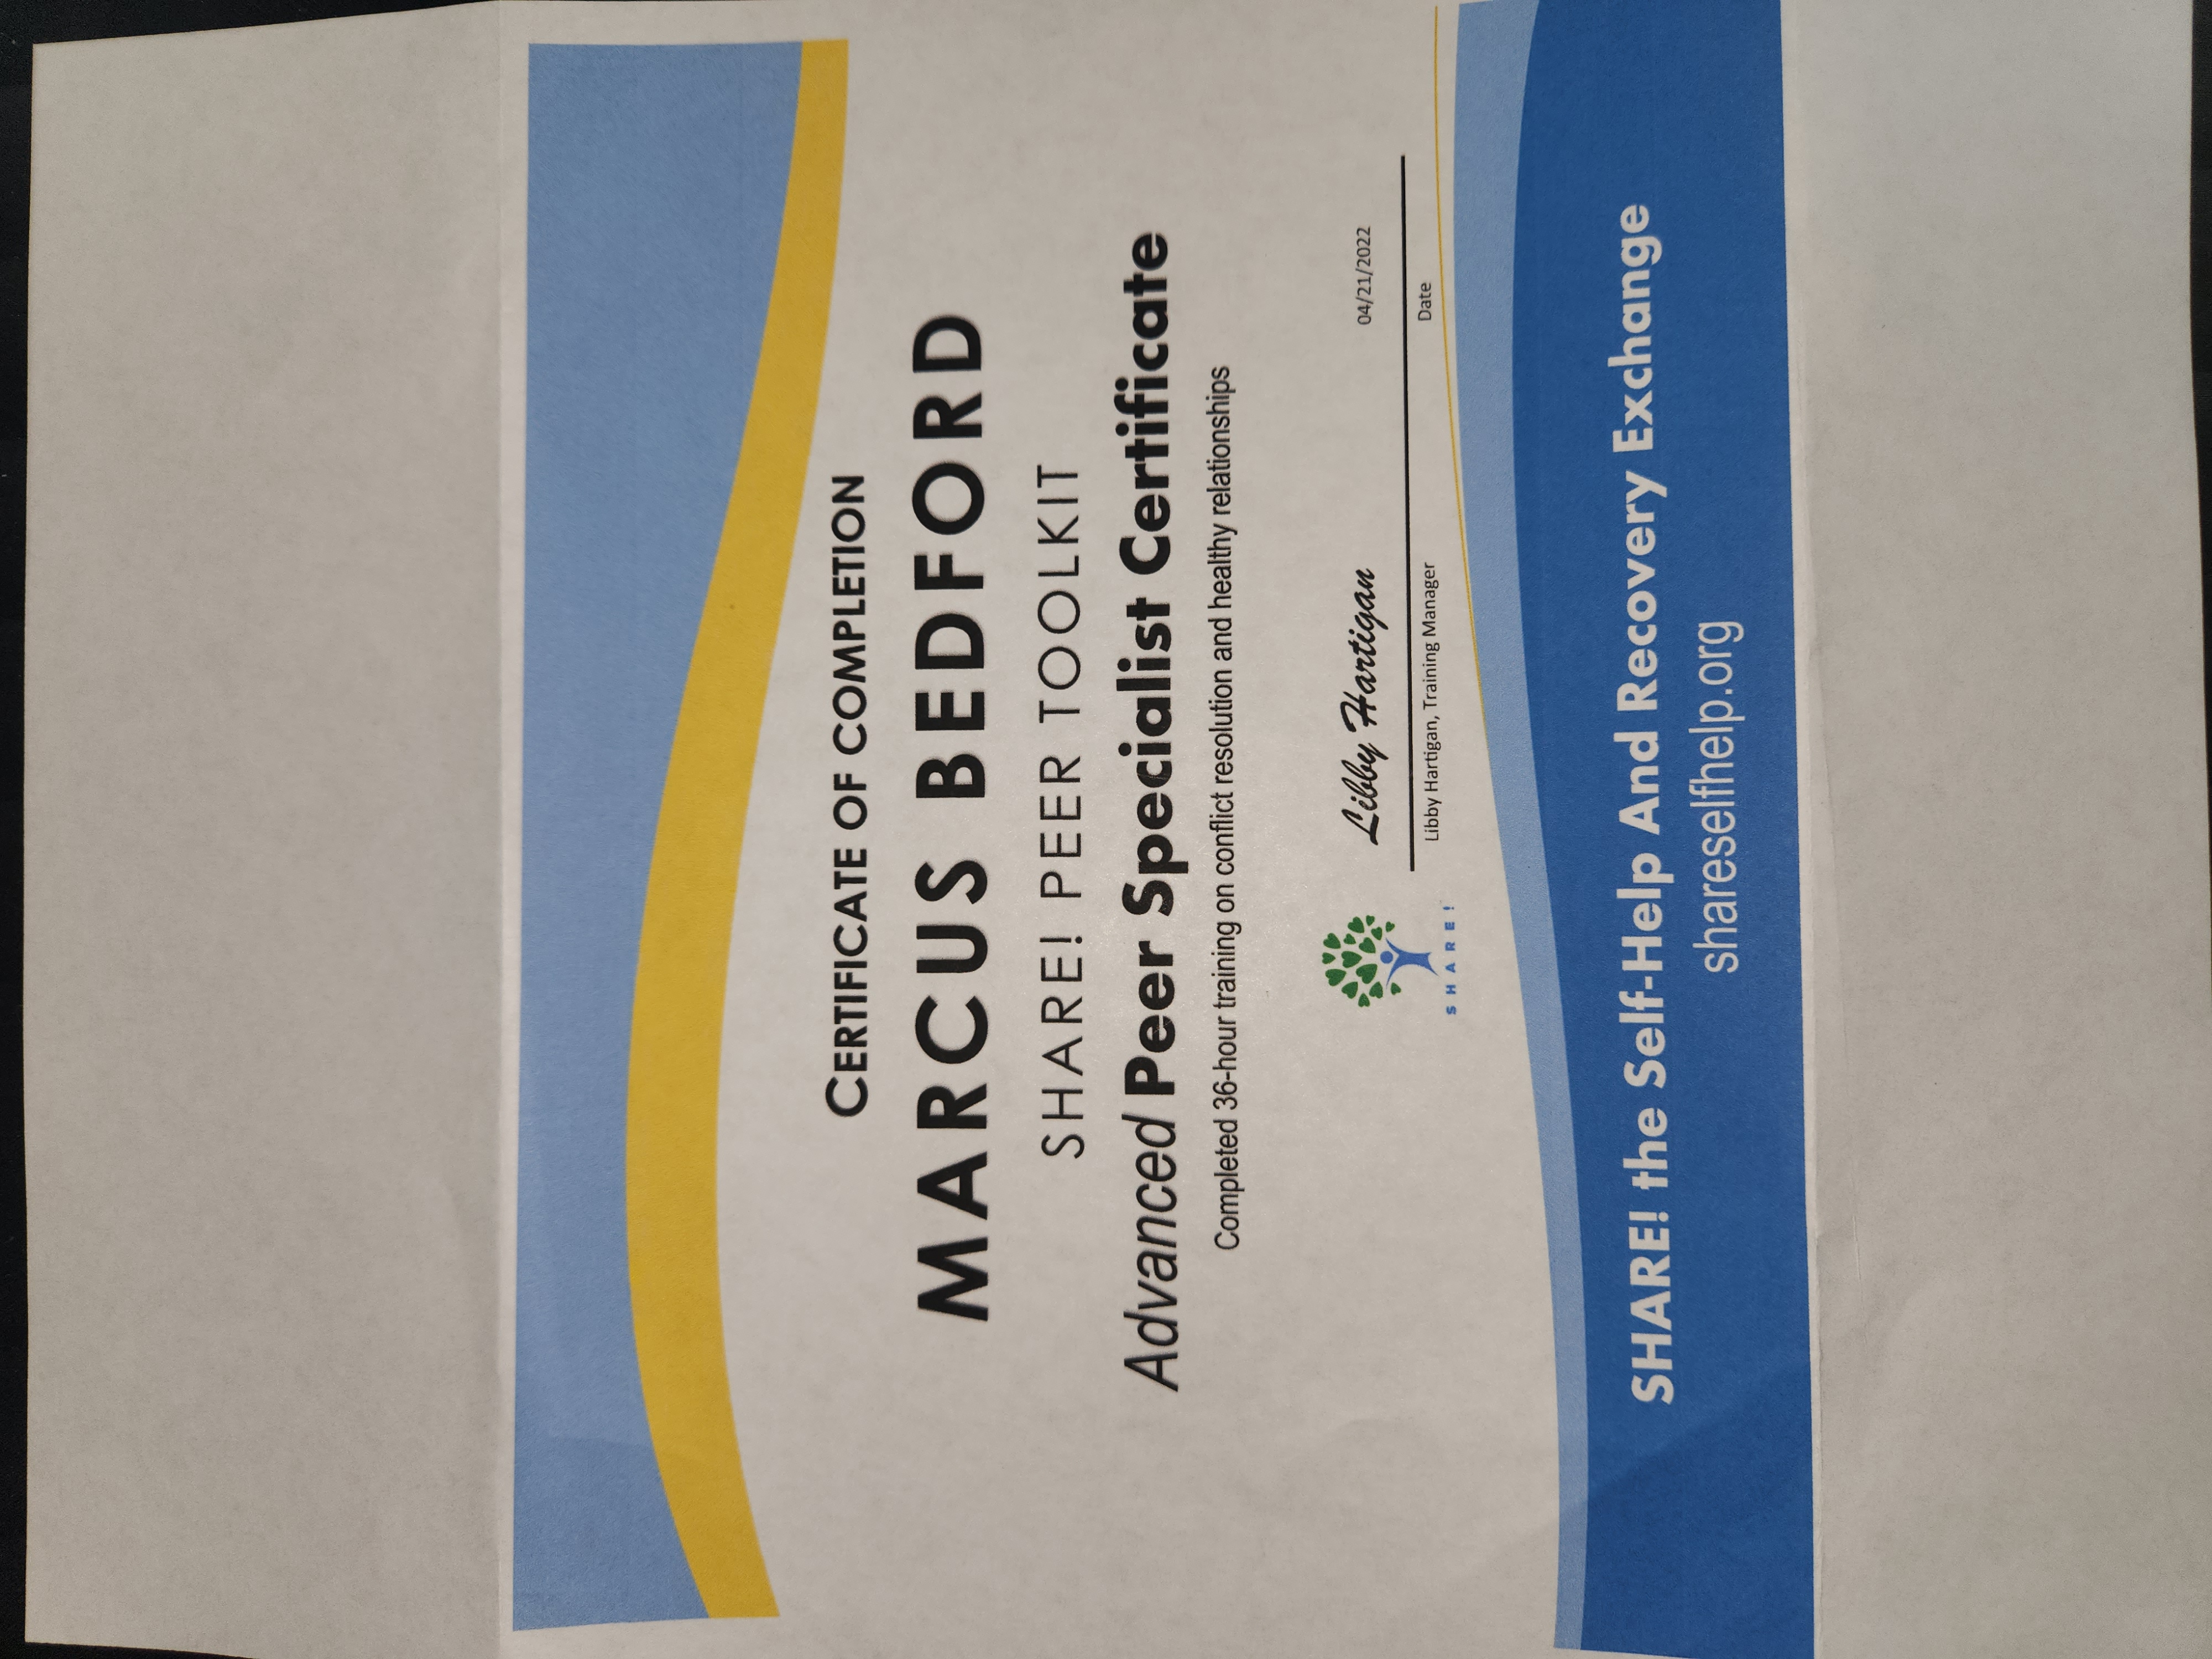 CERTIFICATE OF COMPLETION
MARCUS BEDFORD
SHARE! PEER TOOLKIT
Advanced Peer Specialist Certificate
Completed 36-hour training on conflict resolution and healthy relationships
Libby Hartigan
04/21/2022
Libby Hartigan, Training Manager
Date
SHARE!
SHARE! the Self-Help And Recovery Exchange
shareselfhelp.org